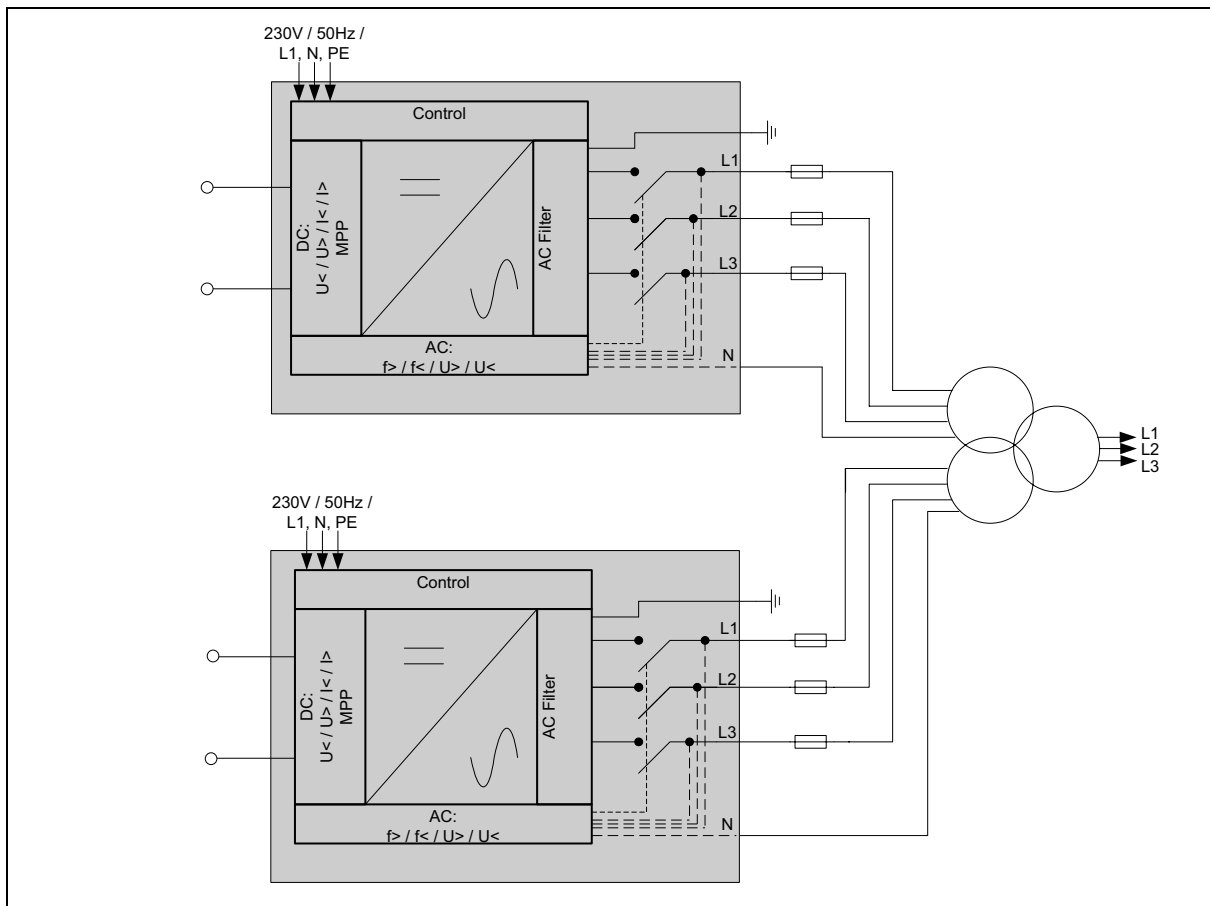 230V / 50Hz /
L1, N, PE
Control
DC:
U< / U> / I< / I>
MPP
AC Filter
AC:
f> / f< / U> / U<
L1
L2
L3
N
L1
L2
L3
230V / 50Hz /
L1, N, PE
Control
DC:
U< / U> / I< / I>
MPP
AC Filter
AC:
f> / f< / U> / U<
L1
L2
L3
N